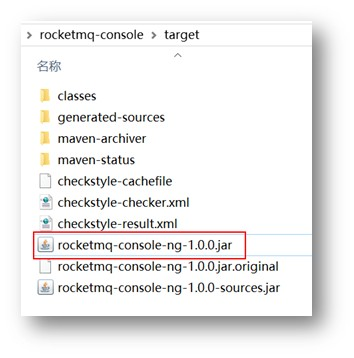 rocketmq-console > target
名称
classes
generated-sources
maven-archiver
maven-status
checkstyle-cachefile
checkstyle-checker.xml
checkstyle-result.xml
rocketmq-console-ng-1.0.0.jar
rocketmq-console-ng-1.0.0.jar.original
rocketmq-console-ng-1.0.0-sources.jar